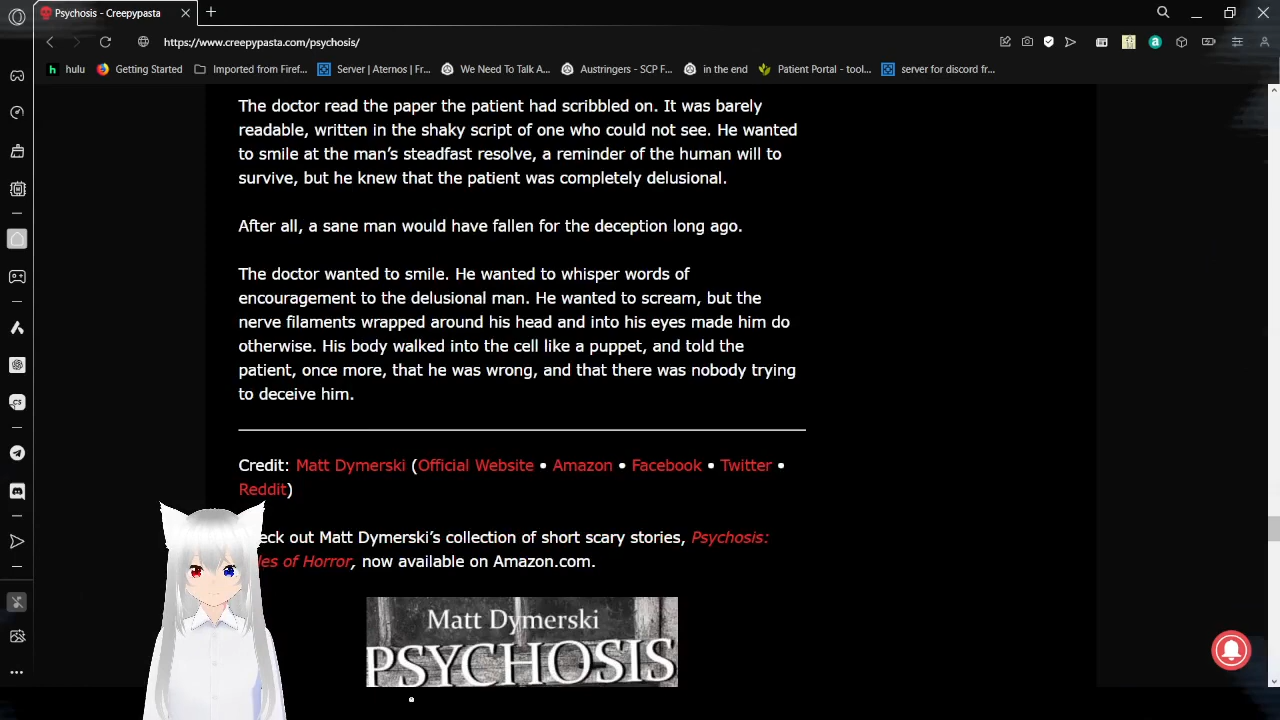 Psychosis - Creepypasta
https://www.creepypasta.com/psychosis/
hulu Getting Started Imported from Firef... Server | Aternos | Fr... We Need To Talk A... Austringers - SCP F... in the end Patient Portal - tool... server for discord fr...
The doctor read the paper the patient had scribbled on. It was barely
readable, written in the shaky script of one who could not see. He wanted
to smile at the man’s steadfast resolve, a reminder of the human will to
survive, but he knew that the patient was completely delusional.
After all, a sane man would have fallen for the deception long ago.
The doctor wanted to smile. He wanted to whisper words of
encouragement to the delusional man. He wanted to scream, but the
nerve filaments wrapped around his head and into his eyes made him do
otherwise. His body walked into the cell like a puppet, and told the
patient, once more, that he was wrong, and that there was nobody trying
to deceive him.
Credit: Matt Dymerski (Official Website • Amazon • Facebook • Twitter •
Reddit)
eck out Matt Dymerski’s collection of short scary stories, Psychosis:
les of Horror, now available on Amazon.com.
Matt Dymerski
PSYCHOSIS